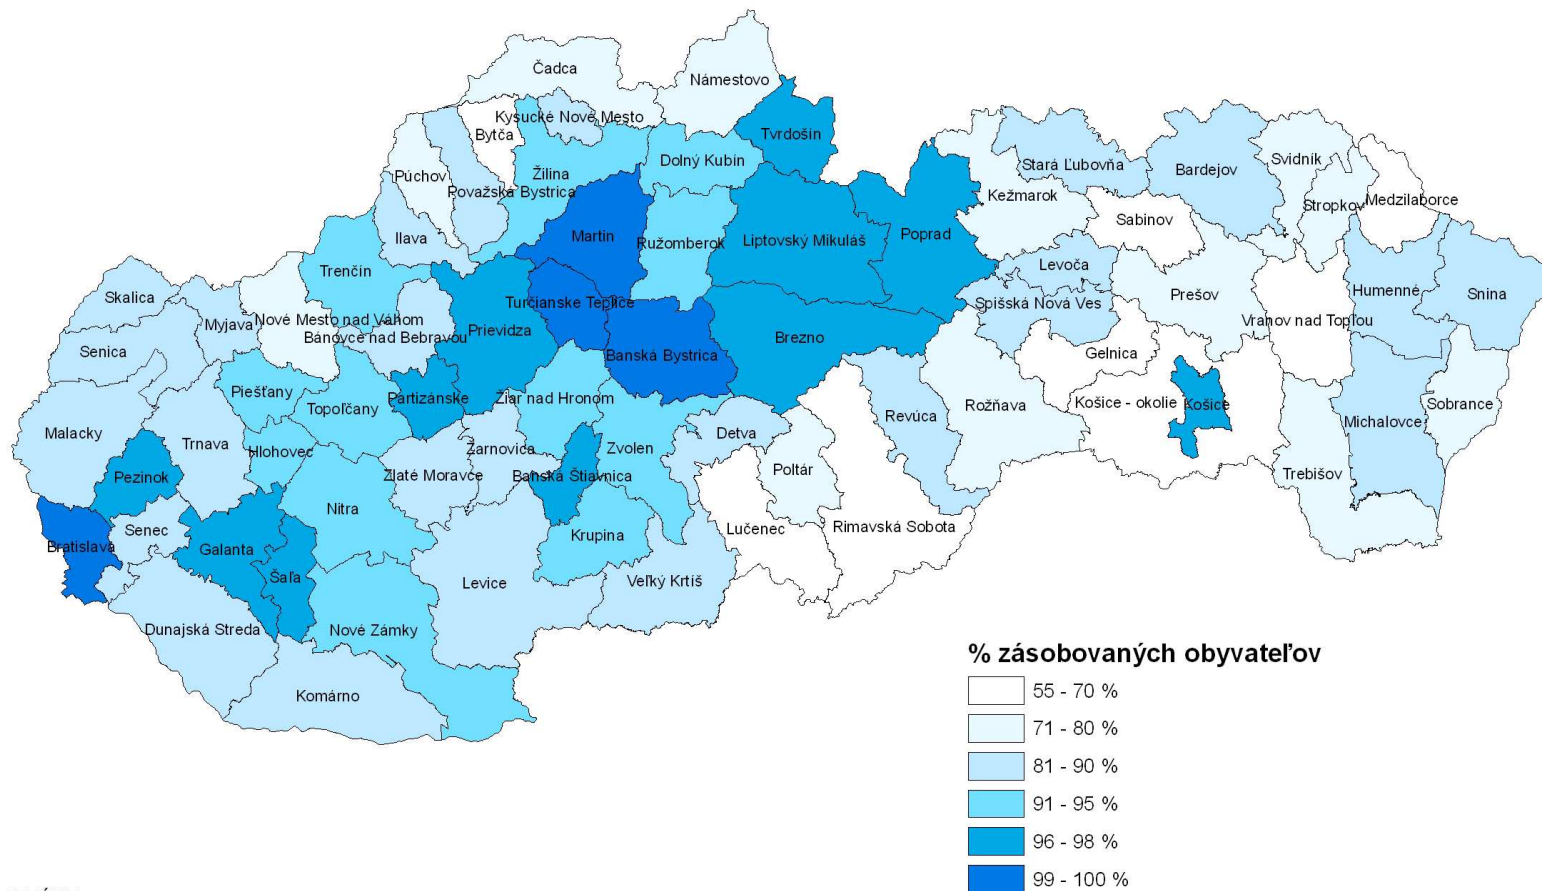 Čadca
Námestovo
Kysucké Nové Mesto
Bytča
Tvrdošín
Dolný Kubín
Púchov
Žilina
Považská Bystrica
Stará Ľubovňa
Bardejov
Svidník
Kežmarok
Stropkov
Medzilaborce
Sabinov
Ilava
Martin
Ružomberok
Liptovský Mikuláš
Poprad
Levoča
Trenčín
Skalica
Myjava
Nové Mesto nad Váhom
Bánovce nad Bebravou
Prievidza
Turčianske Teplice
Spišská Nová Ves
Prešov
Humenné
Snina
Vranov nad Topľou
Senica
Banská Bystrica
Brezno
Gelnica
Piešťany
Topoľčany
Partizánske
Žiar nad Hronom
Revúca
Rožňava
Košice - okolie
Košice
Sobrance
Michalovce
Malacky
Trnava
Hlohovec
Žarnovica
Zvolen
Detva
Pezinok
Zlaté Moravce
Banská Štiavnica
Poltár
Trebišov
Nitra
Senec
Bratislava
Galanta
Krupina
Lučenec
Rimavská Sobota
Šaľa
Levice
Veľký Krtíš
Dunajská Streda
Nové Zámky
Komárno
% zásobovaných obyvateľov
55 - 70 %
71 - 80 %
81 - 90 %
91 - 95 %
96 - 98 %
99 - 100 %